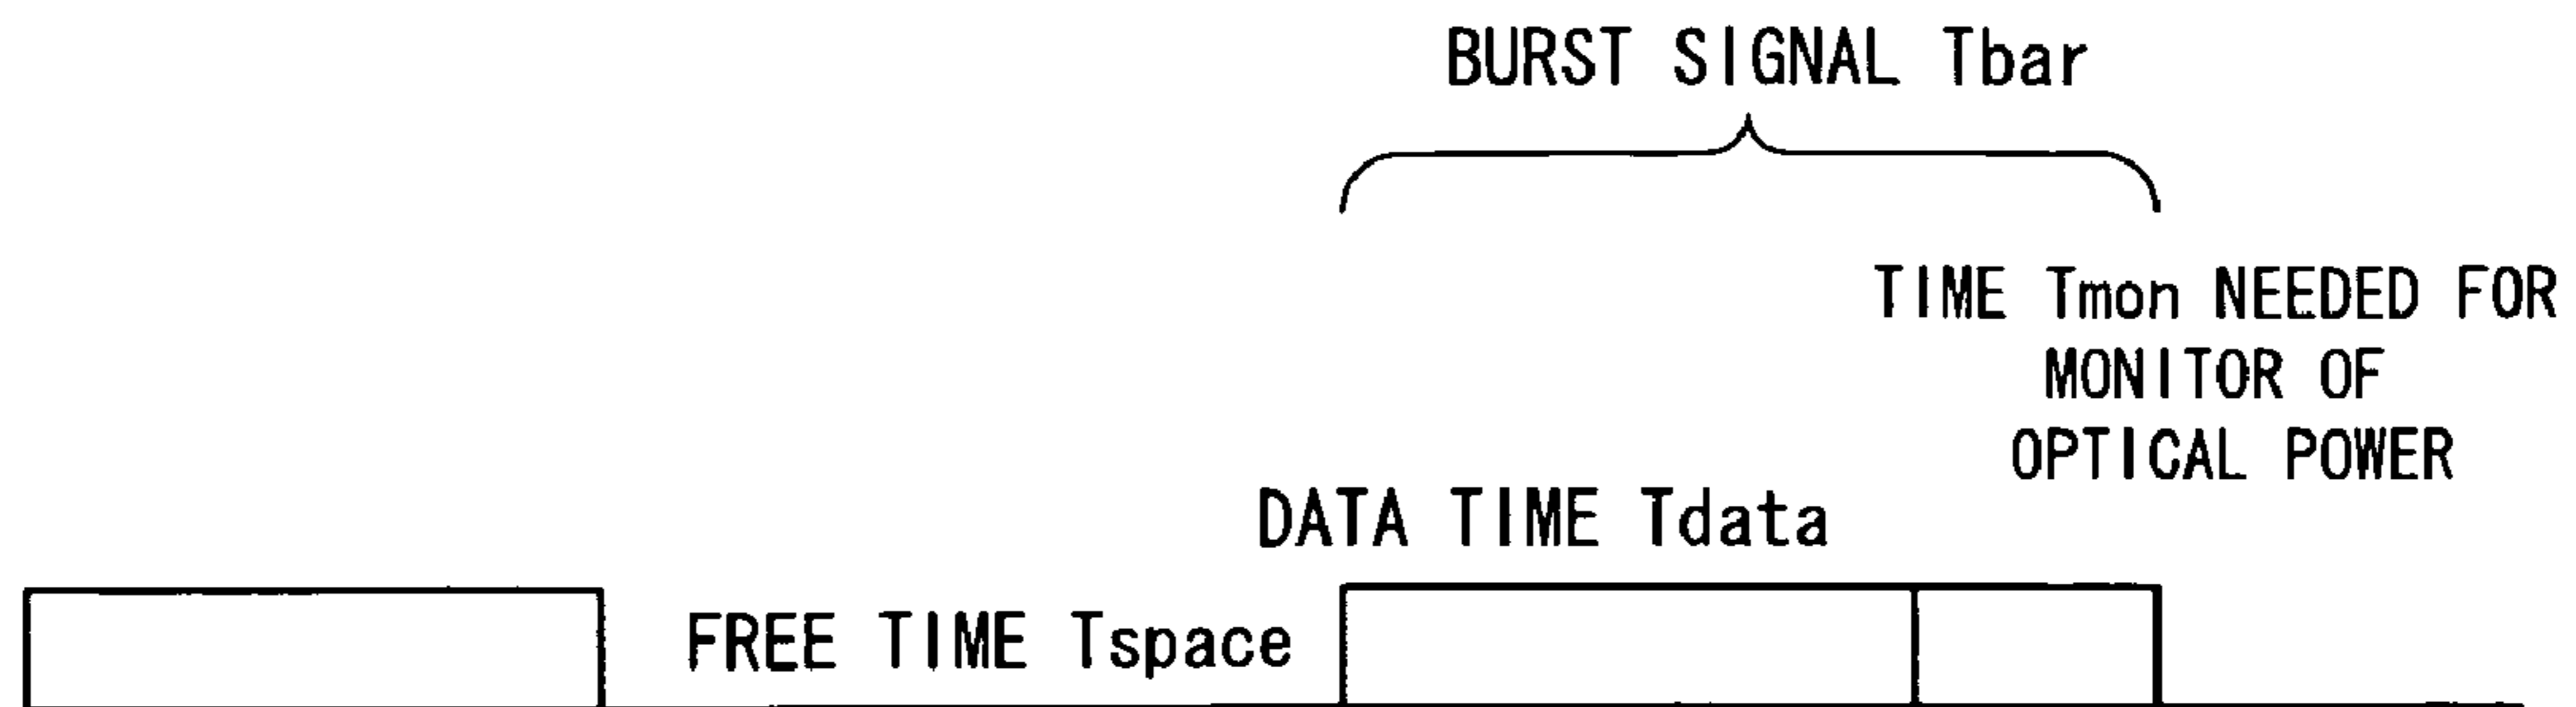 BURST SIGNAL Tbar
TIME Tmon NEEDED FOR
MONITOR OF
OPTICAL POWER
DATA TIME Tdata
FREE TIME Tspace